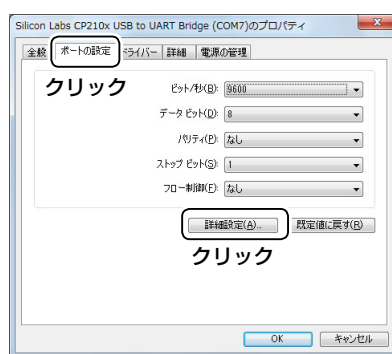 Silicon Labs CP210x USB to UART Bridge (COM7)のプロパティ
全般 ポートの設定 ドライバー 詳細 電源の管理
クリック
ビット/秒(B): 9600
データ ビット(D): 8
パリティ(P): なし
ストップ ビット(S): 1
フロー制御(F): なし
詳細設定(A)... 既定値に戻す(R)
クリック
OK キャンセル